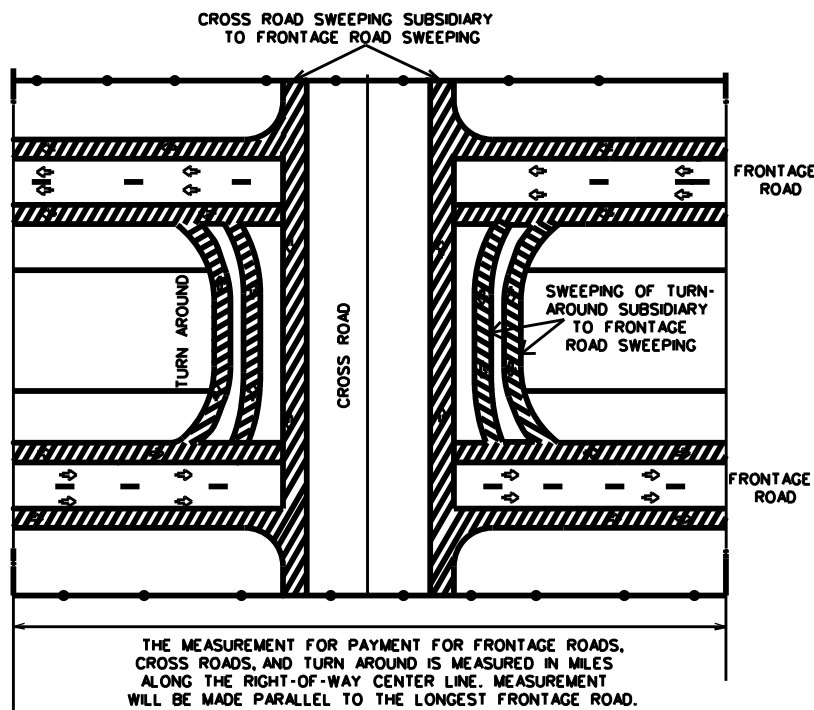 CROSS ROAD SWEEPING SUBSIDIARY
TO FRONTAGE ROAD SWEEPING
FRONTAGE
ROAD
TURN AROUND
CROSS ROAD
SWEEPING OF TURN-
AROUND SUBSIDIARY
TO FRONTAGE
ROAD SWEEPING
FRONTAGE
ROAD
THE MEASUREMENT FOR PAYMENT FOR FRONTAGE ROADS,
CROSS ROADS, AND TURN AROUND IS MEASURED IN MILES
ALONG THE RIGHT-OF-WAY CENTER LINE. MEASUREMENT
WILL BE MADE PARALLEL TO THE LONGEST FRONTAGE ROAD.